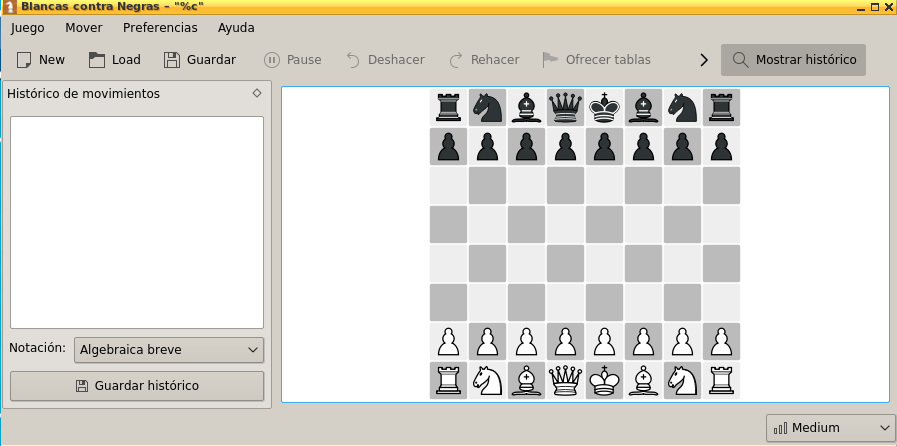 Blancas contra Negras – "%c"
Juego Mover Preferencias Ayuda
New Load Guardar Pause Deshacer Rehacer Ofrecer tablas Mostrar histórico
Histórico de movimientos
Notación: Algebraica breve
Guardar histórico
Medium